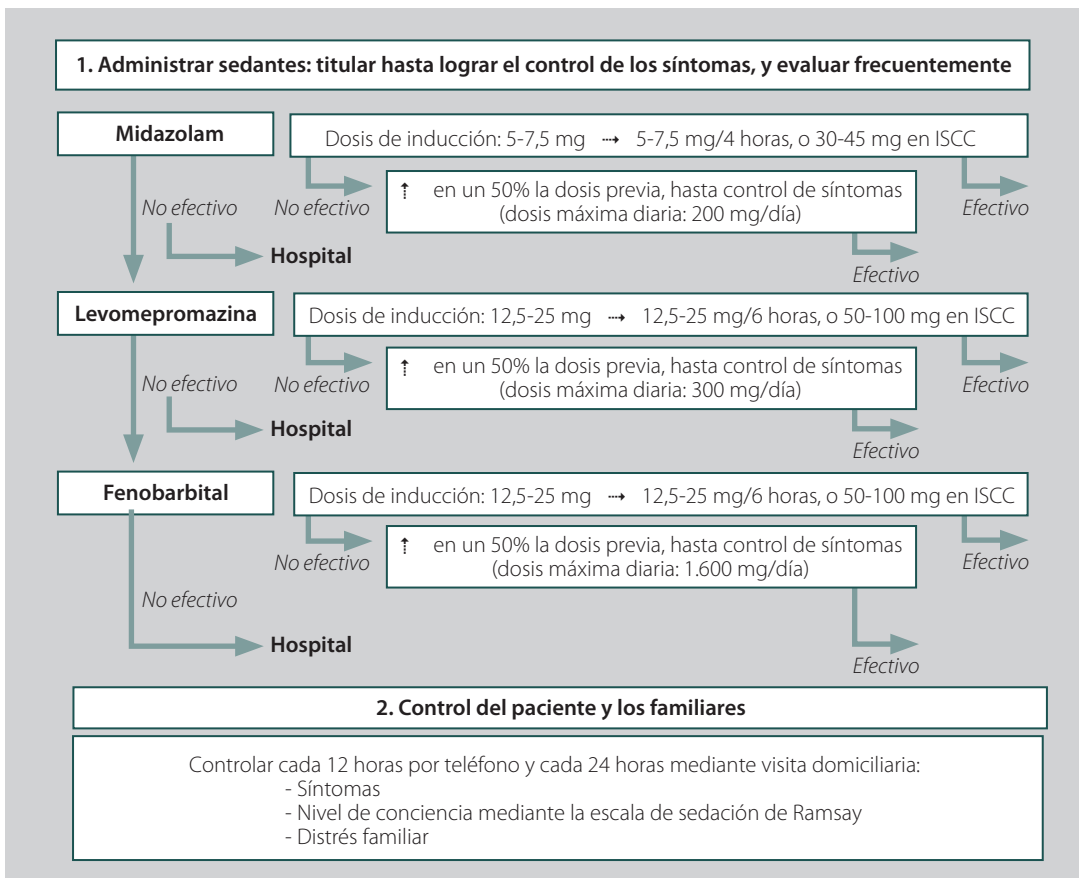 1. Administrar sedantes: titular hasta lograr el control de los síntomas, y evaluar frecuentemente
Midazolam
Dosis de inducción: 5-7,5 mg ⇢ 5-7,5 mg/4 horas, o 30-45 mg en ISCC
No efectivo
No efectivo
⇡ en un 50% la dosis previa, hasta control de síntomas
(dosis máxima diaria: 200 mg/día)
Efectivo
Hospital
Efectivo
Levomepromazina
Dosis de inducción: 12,5-25 mg ⇢ 12,5-25 mg/6 horas, o 50-100 mg en ISCC
No efectivo
No efectivo
⇡ en un 50% la dosis previa, hasta control de síntomas
(dosis máxima diaria: 300 mg/día)
Efectivo
Hospital
Efectivo
Fenobarbital
Dosis de inducción: 12,5-25 mg ⇢ 12,5-25 mg/6 horas, o 50-100 mg en ISCC
No efectivo
⇡ en un 50% la dosis previa, hasta control de síntomas
(dosis máxima diaria: 1.600 mg/día)
Efectivo
No efectivo
Hospital
Efectivo
2. Control del paciente y los familiares
Controlar cada 12 horas por teléfono y cada 24 horas mediante visita domiciliaria:
- Síntomas
- Nivel de conciencia mediante la escala de sedación de Ramsay
- Distrés familiar